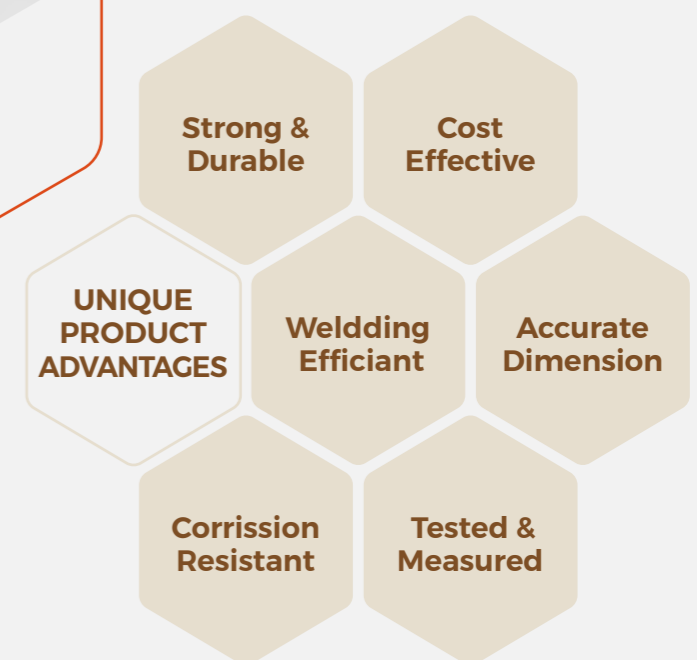 Strong &
Durable
Cost
Effective
UNIQUE
PRODUCT
ADVANTAGES
Weldding
Efficiant
Accurate
Dimension
Corrission
Resistant
Tested &
Measured